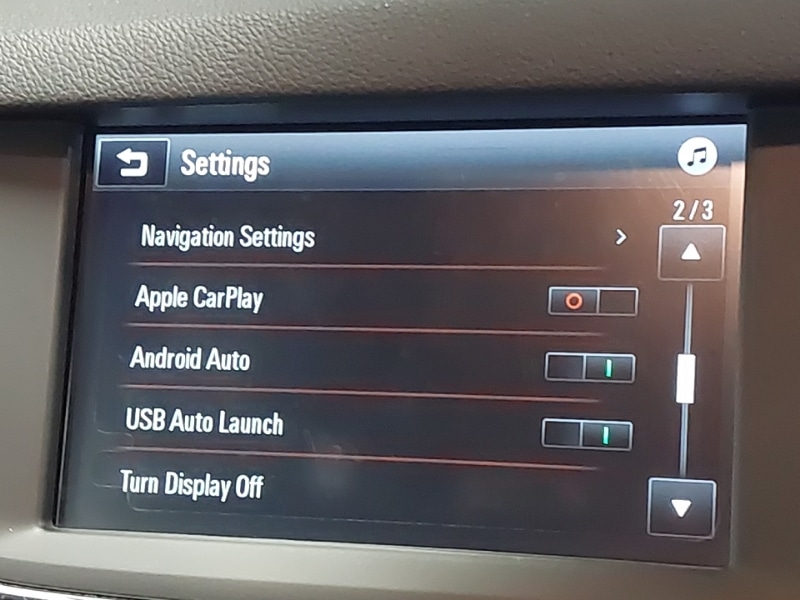 Settings
2/3
Navigation Settings
Apple CarPlay
Android Auto
USB Auto Launch
Turn Display Off